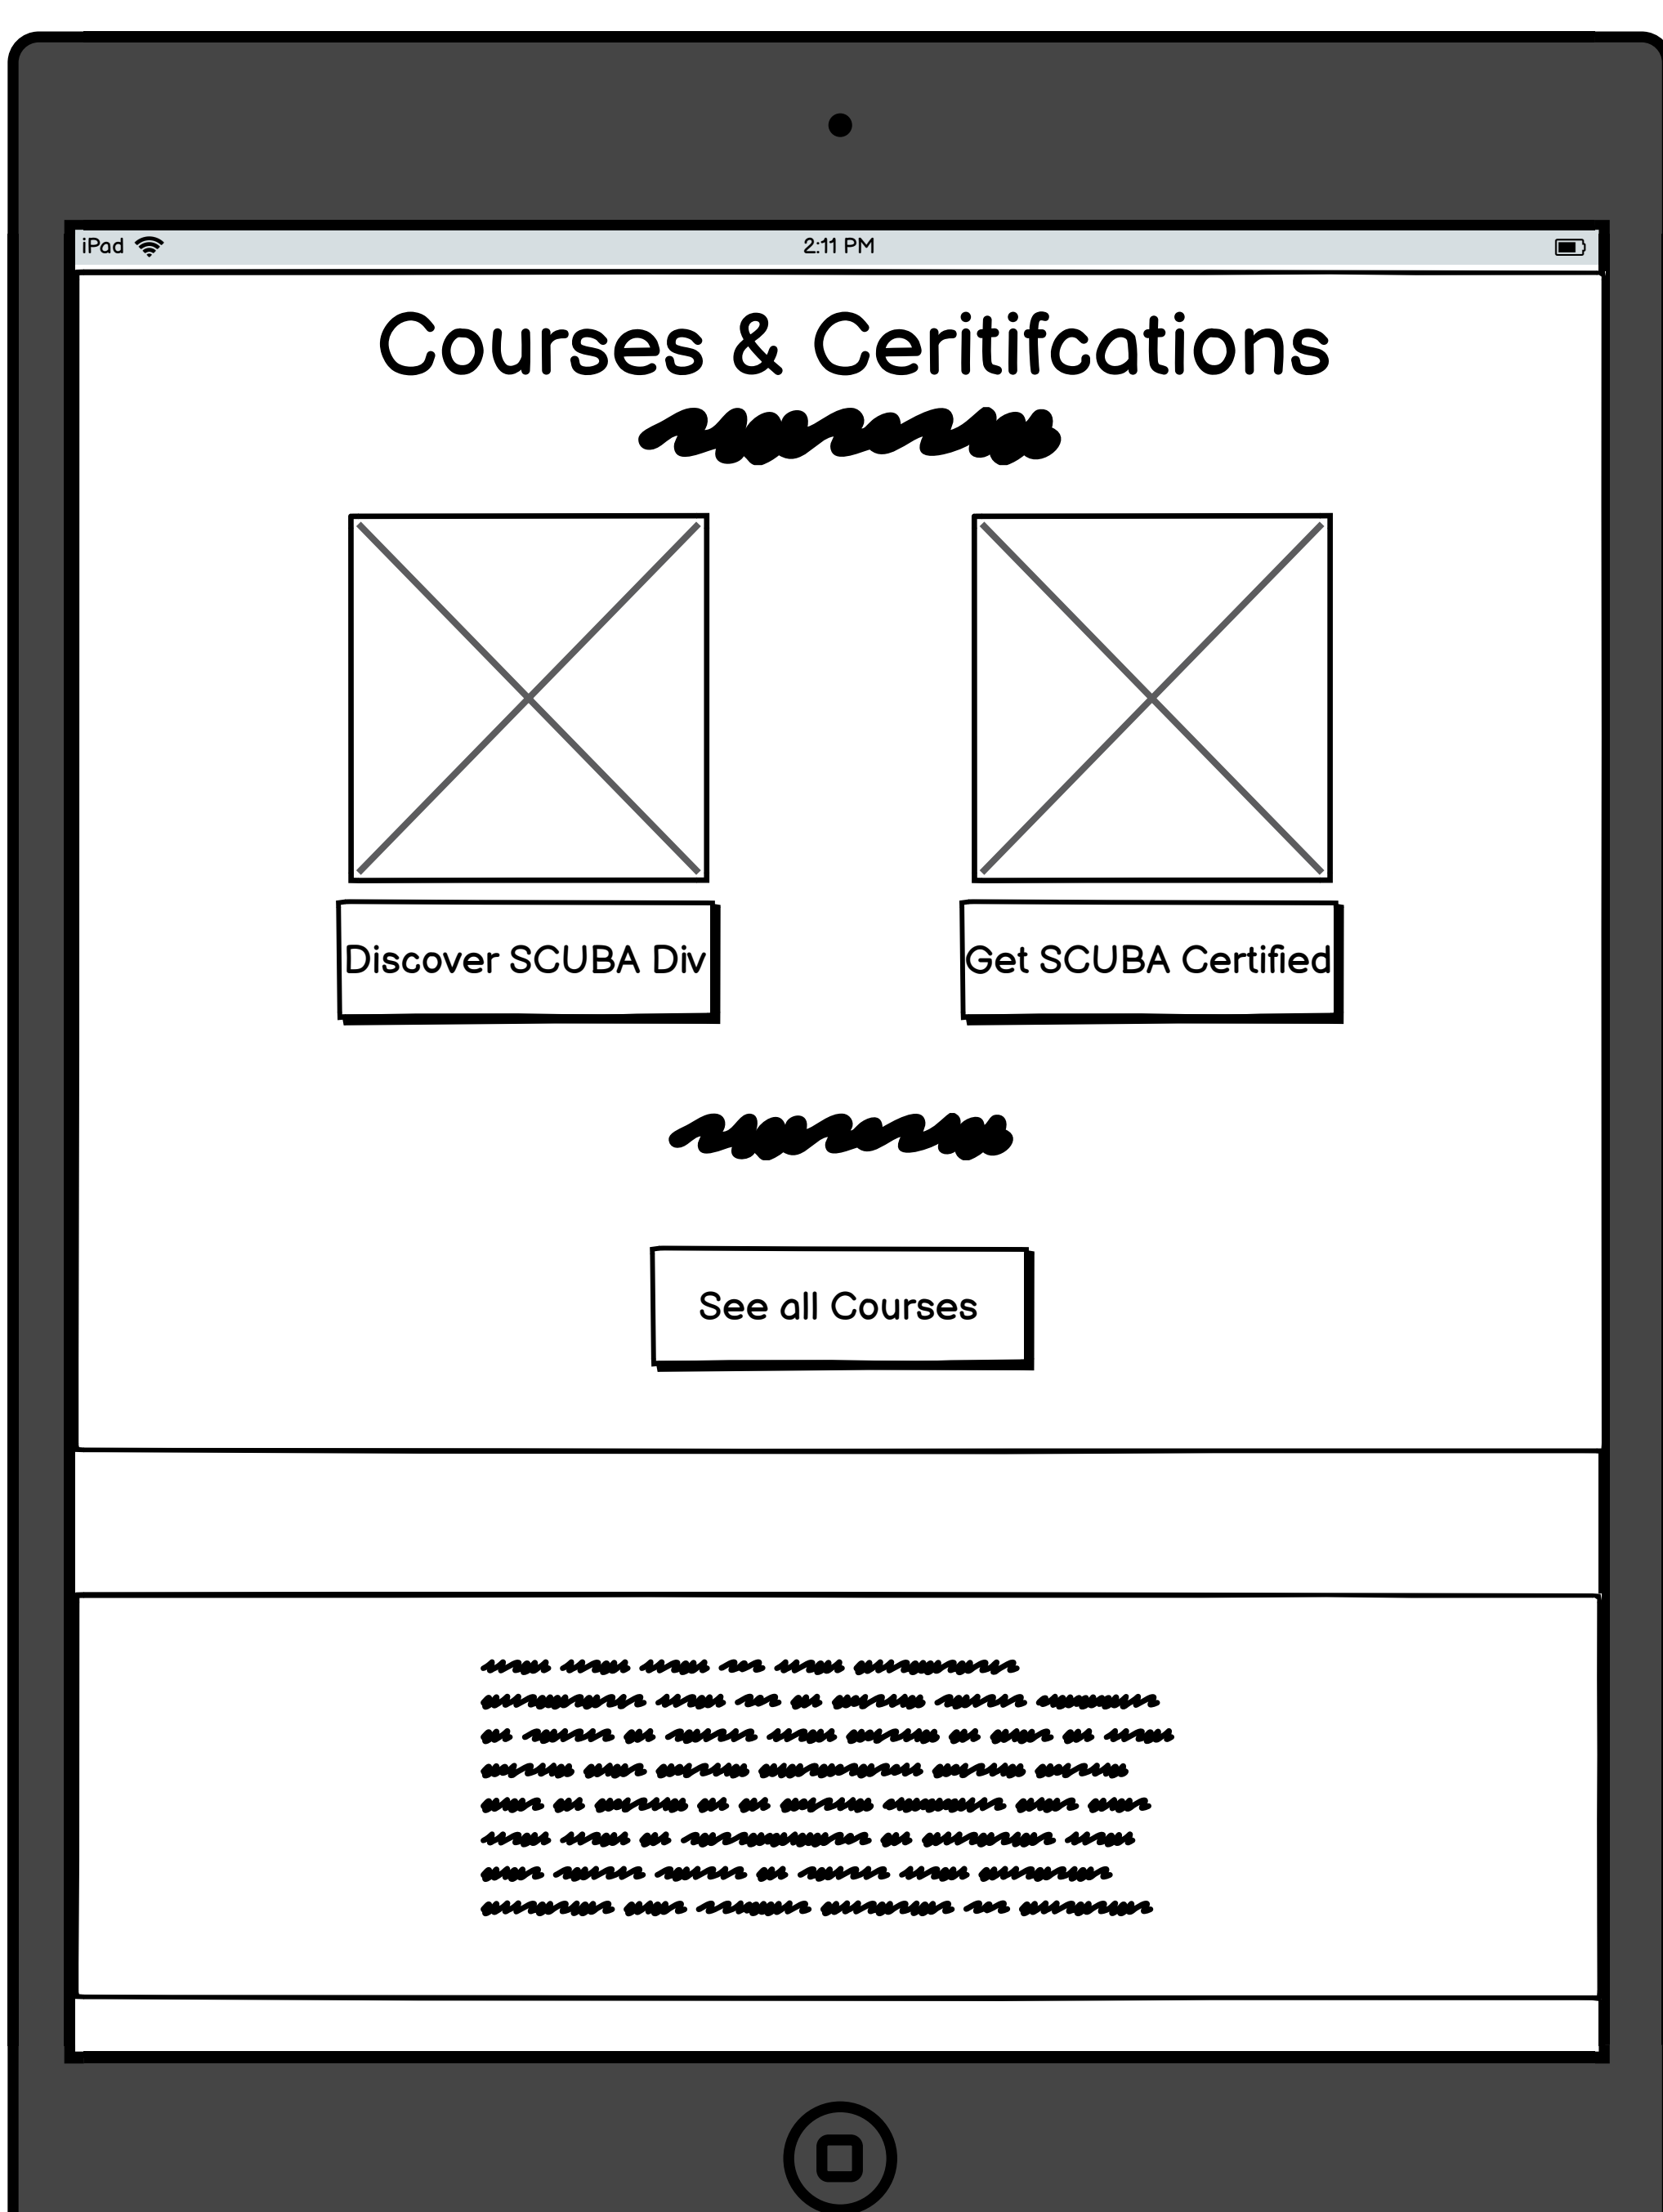 iPad 2:11 PM
Courses & Ceritifcations
Discover SCUBA Div
Get SCUBA Certified
See all Courses